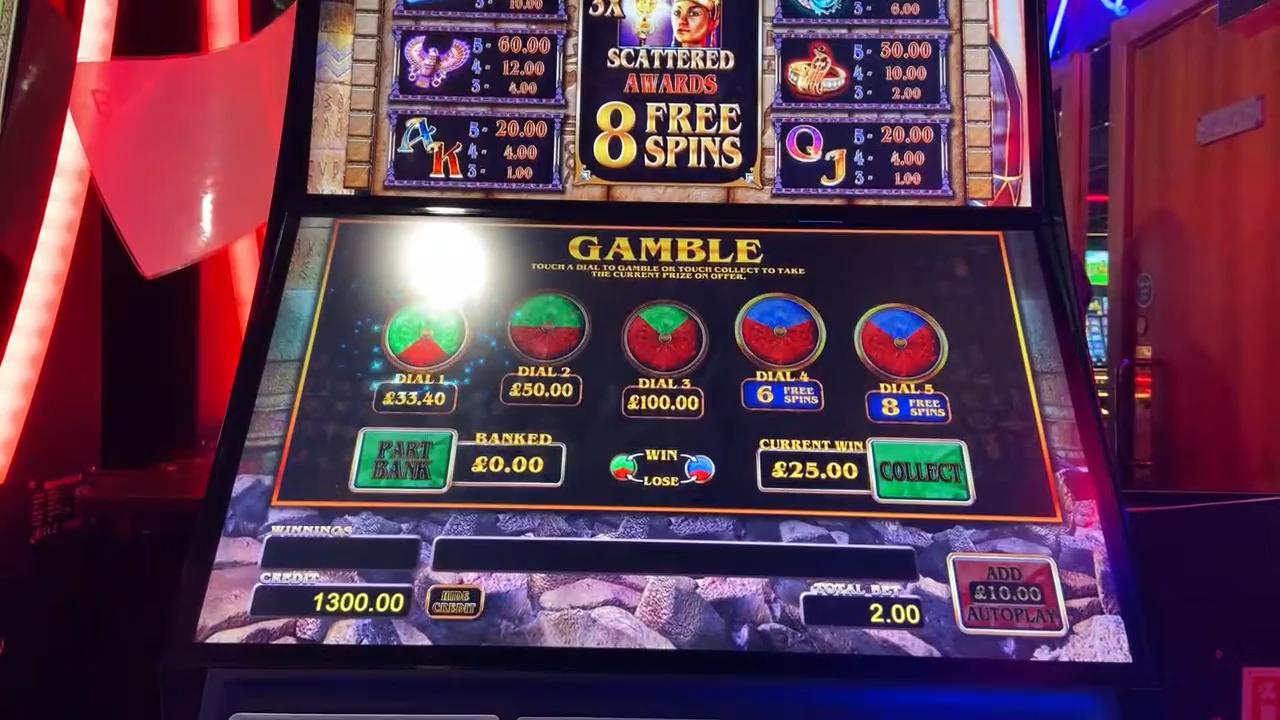 3- 10.00
5- 60.00
4- 12.00
3- 4.00
A K
5- 20.00
4- 4.00
3- 1.00
3X
SCATTERED
AWARDS
8 FREE
SPINS
3- 6.00
5- 30.00
4- 10.00
3- 2.00
Q J
5- 20.00
4- 4.00
3- 1.00
GAMBLE
TOUCH A DIAL TO GAMBLE OR TOUCH COLLECT TO TAKE
THE CURRENT PRIZE ON OFFER.
DIAL 1
£33.40
DIAL 2
£50.00
DIAL 3
£100.00
DIAL 4
6 FREE
SPINS
DIAL 5
8 FREE
SPINS
PART
BANK
BANKED
£0.00
WIN
LOSE
CURRENT WIN
£25.00
COLLECT
WINNINGS
CREDIT
1300.00
HIDE
CREDIT
TOTAL BET
2.00
ADD
£10.00
AUTOPLAY